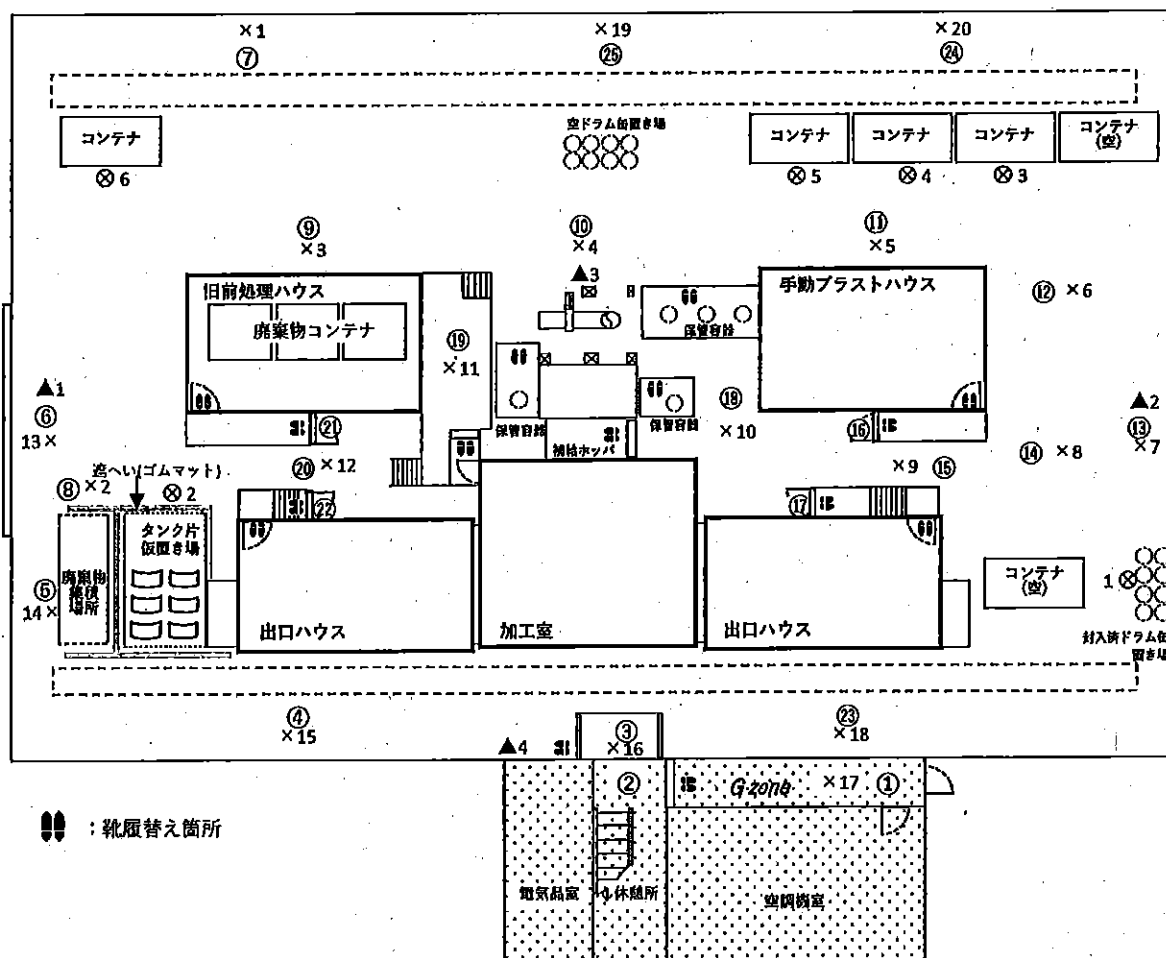 ×1
⑦
×19
㉕
×20
㉔
コンテナ
⊗ 6
空ドラム缶置き場
コンテナ
コンテナ
コンテナ
コンテナ
(空)
⊗ 5
⊗ 4
⊗ 3
⑨
×3
⑩
×4
▲3
⑪
×5
旧前処理ハウス
廃棄物コンテナ
⑲
×11
保管容器
手動ブラストハウス
⑫ ×6
▲1
⑥
13×
保管容器
保管容器
補給ホッパ
⑱
×10
▲2
⑬
×7
㉑
⑯
⑭ ×8
⑳ ×12
×9 ⑮
遮へい(ゴムマット)
⑧ ×2
⊗ 2
㉒
⑰
タンク片
仮置き場
廃棄物
集積
場所
⑤
14×
出口ハウス
加工室
出口ハウス
コンテナ
(空)
1 ⊗
封入済ドラム缶
置き場
④
×15
▲4
③
×16
㉓
×18
②
G-zone
×17 ①
:靴履替え箇所
電気品室
休憩所
空調機室